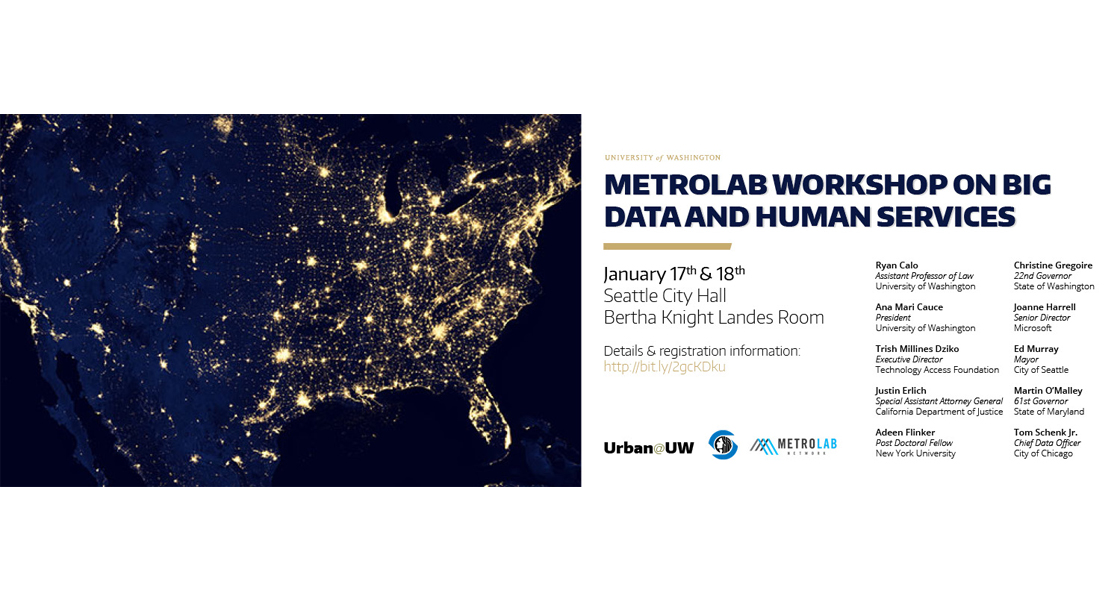 UNIVERSITY of WASHINGTON
METROLAB WORKSHOP ON BIG
DATA AND HUMAN SERVICES
January 17th & 18th
Seattle City Hall
Bertha Knight Landes Room
Details & registration information:
http://bit.ly/2gcKDku
Urban@UW
METROLAB
NETWORK
Ryan Calo
Assistant Professor of Law
University of Washington
Ana Mari Cauce
President
University of Washington
Trish Millines Dziko
Executive Director
Technology Access Foundation
Justin Erlich
Special Assistant Attorney General
California Department of Justice
Adeen Flinker
Post Doctoral Fellow
New York University
Christine Gregoire
22nd Governor
State of Washington
Joanne Harrell
Senior Director
Microsoft
Ed Murray
Mayor
City of Seattle
Martin O'Malley
61st Governor
State of Maryland
Tom Schenk Jr.
Chief Data Officer
City of Chicago